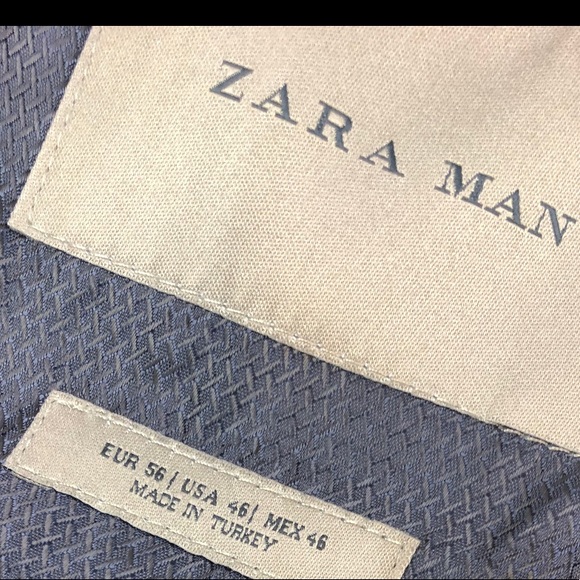 ZARA MAN
EUR 56 | USA 46 | MEX 46
MADE IN TURKEY